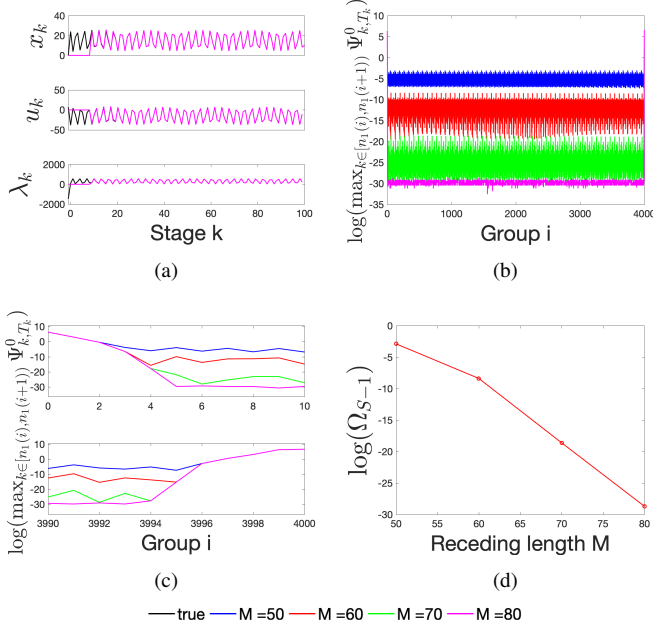 40
20
0
x_k
50
0
-50
u_k
2000
0
-2000
λ_k
0 20 40 60 80 100
Stage k
(a)
10
5
0
-5
-10
-15
-20
-25
-30
-35
log(max_{k∈[n_1(i),n_1(i+1))} Ψ^0_{k,T_k})
0 1000 2000 3000 4000
Group i
(b)
10
0
-10
-20
-30
0 2 4 6 8 10
10
0
-10
-20
-30
3990 3992 3994 3996 3998 4000
log(max_{k∈[n_1(i),n_1(i+1))} Ψ^0_{k,T_k})
Group i
(c)
0
-5
-10
-15
-20
-25
-30
log(Ω_{S-1})
50 60 70 80
Receding length M
(d)
true M =50 M =60 M =70 M =80